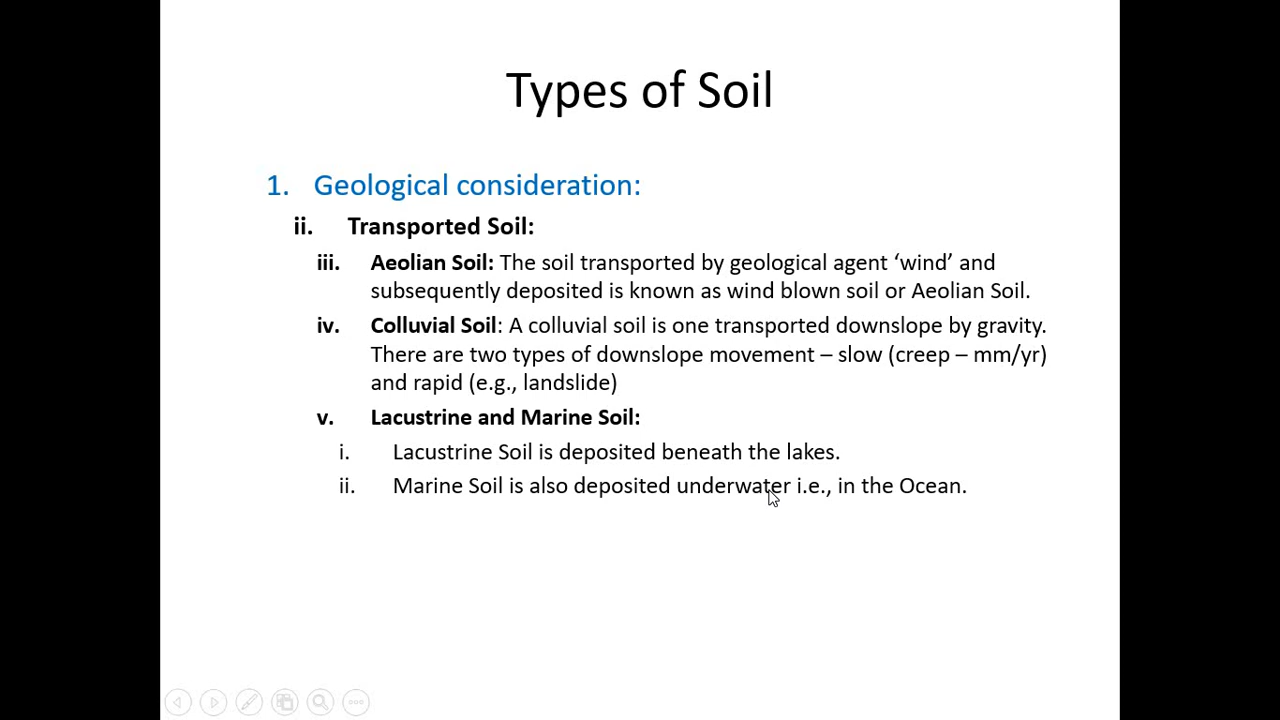 Types of Soil
1. Geological consideration:
ii. Transported Soil:
iii. Aeolian Soil: The soil transported by geological agent ‘wind’ and
subsequently deposited is known as wind blown soil or Aeolian Soil.
iv. Colluvial Soil: A colluvial soil is one transported downslope by gravity.
There are two types of downslope movement – slow (creep – mm/yr)
and rapid (e.g., landslide)
v. Lacustrine and Marine Soil:
i. Lacustrine Soil is deposited beneath the lakes.
ii. Marine Soil is also deposited underwater i.e., in the Ocean.